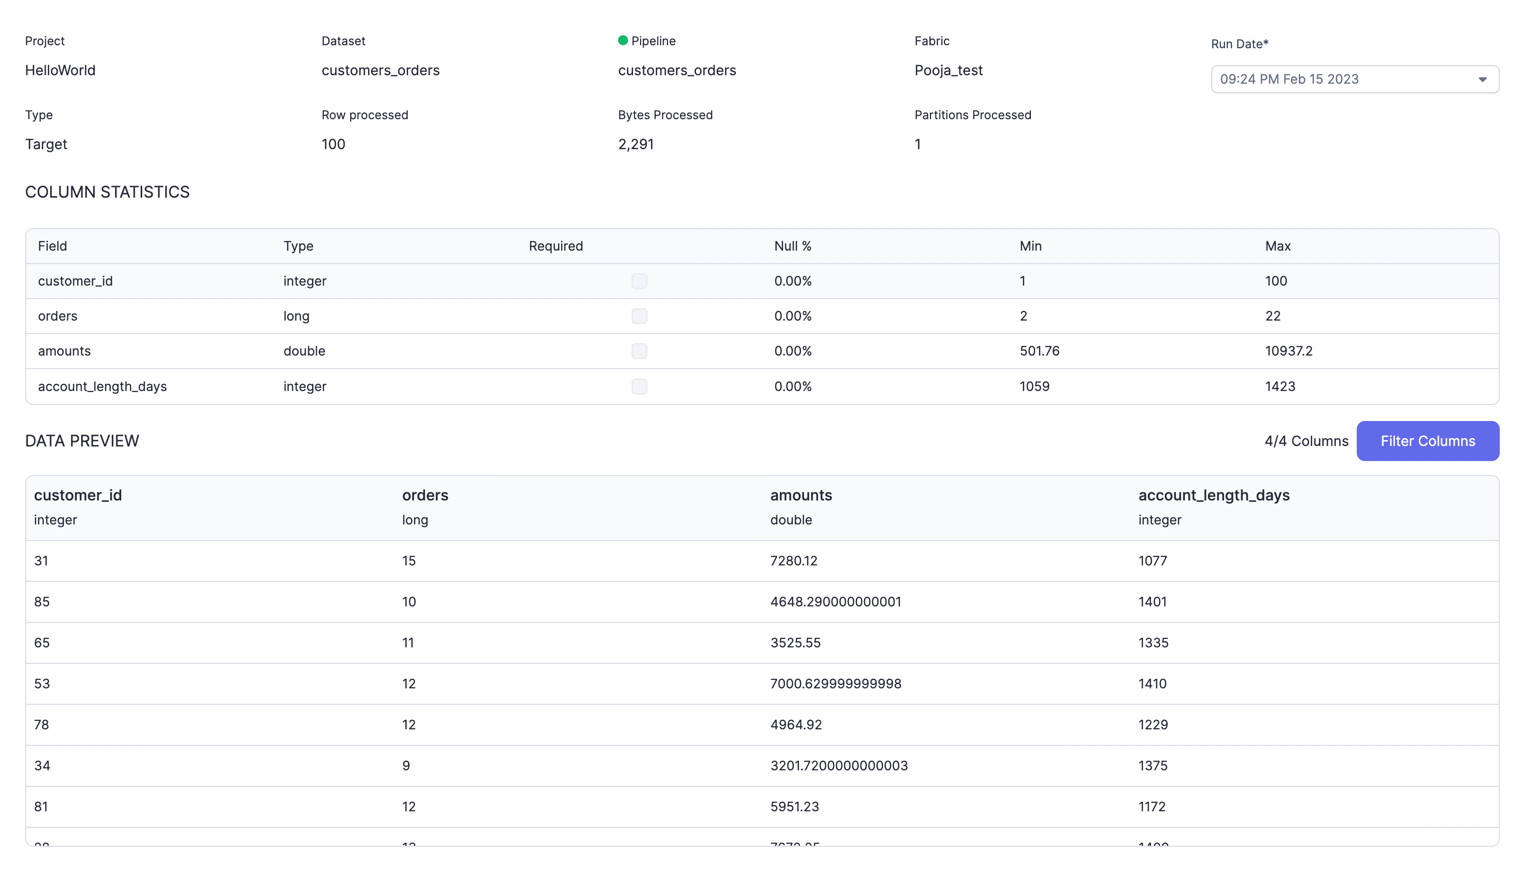 Project Dataset Pipeline Fabric Run Date*
HelloWorld customers_orders customers_orders Pooja_test 09:24 PM Feb 15 2023
Type Row processed Bytes Processed Partitions Processed
Target 100 2,291 1
COLUMN STATISTICS
Field Type Required Null % Min Max
customer_id integer 0.00% 1 100
orders long 0.00% 2 22
amounts double 0.00% 501.76 10937.2
account_length_days integer 0.00% 1059 1423
DATA PREVIEW 4/4 Columns Filter Columns
customer_id orders amounts account_length_days
integer long double integer
31 15 7280.12 1077
85 10 4648.290000000001 1401
65 11 3525.55 1335
53 12 7000.629999999998 1410
78 12 4964.92 1229
34 9 3201.7200000000003 1375
81 12 5951.23 1172